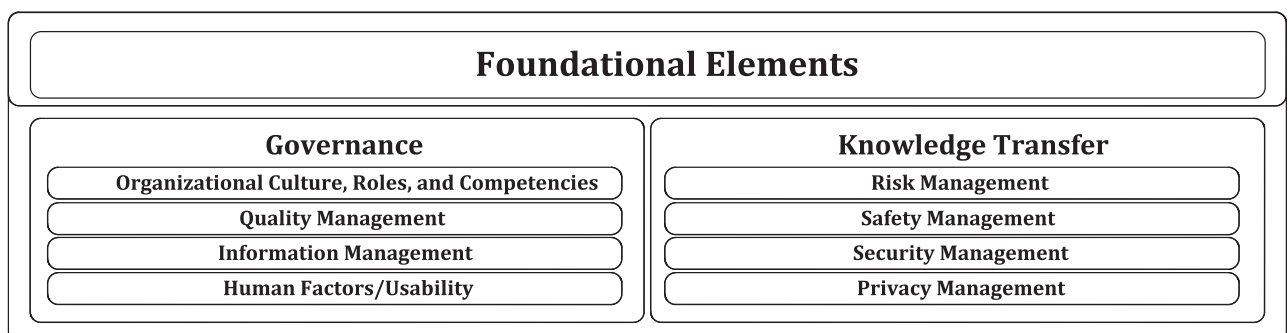 Foundational Elements
Governance
Organizational Culture, Roles, and Competencies
Quality Management
Information Management
Human Factors/Usability
Knowledge Transfer
Risk Management
Safety Management
Security Management
Privacy Management